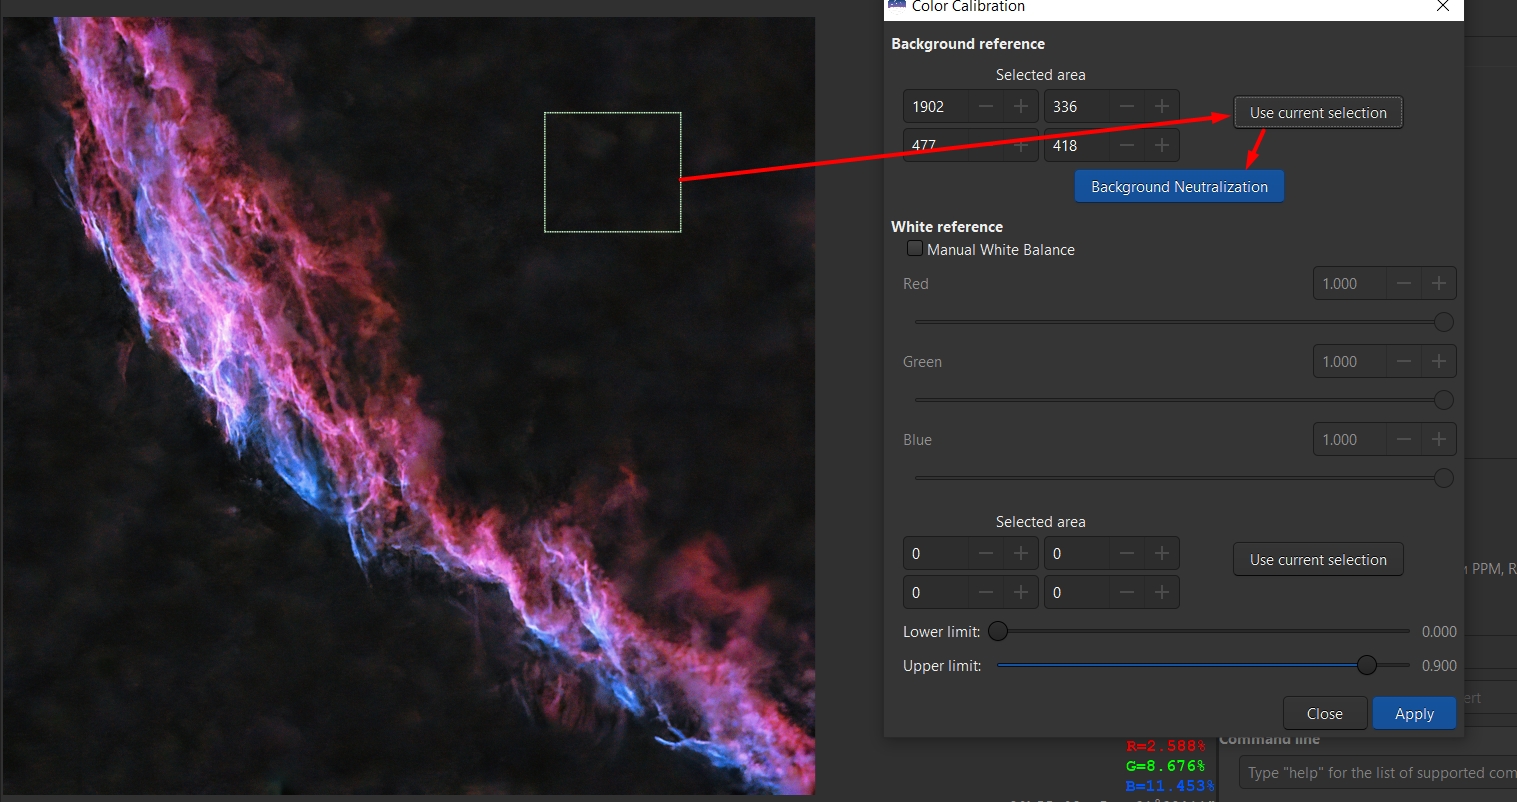 Color Calibration
Background reference
Selected area
1902 336
Use current selection
477 418
Background Neutralization
White reference
Manual White Balance
Red 1.000
Green 1.000
Blue 1.000
Selected area
0 0
Use current selection
0 0
Lower limit: 0.000
Upper limit: 0.900
Close Apply
PPM, R
ert
R=2.588%
G=8.676%
B=11.453%
Command line
Type "help" for the list of supported com